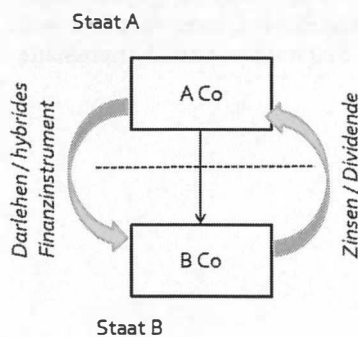 Staat A
A Co
Darlehen / hybrides
Finanzinstrument
Zinsen / Dividende
B Co
Staat B